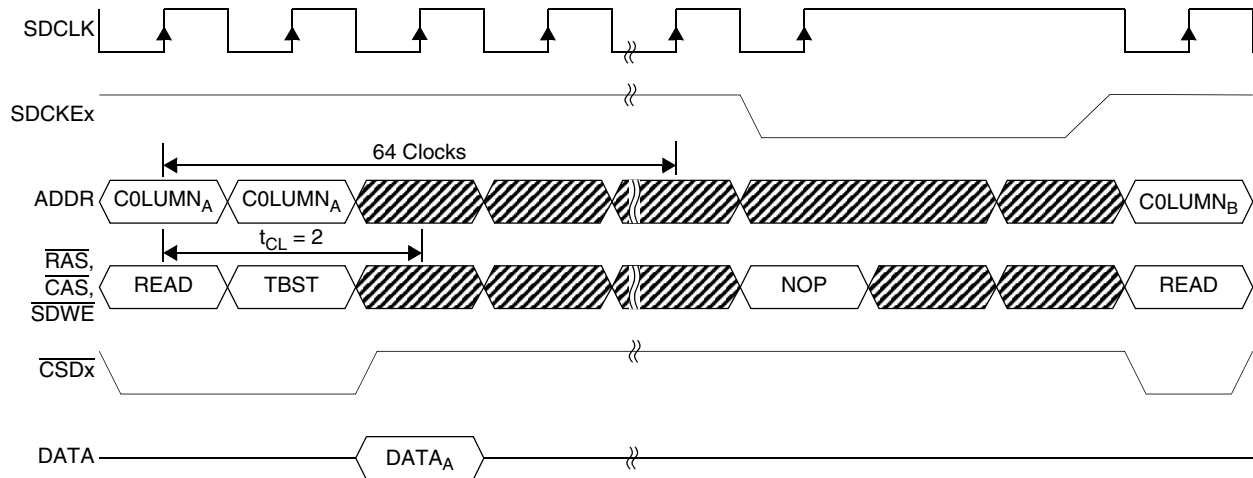 SDCLK
SDCKEx
64 Clocks
ADDR C0LUMNA C0LUMNA C0LUMNB
tCL = 2
RAS,
CAS, READ TBST NOP READ
SDWE
CSDx
DATA DATAA